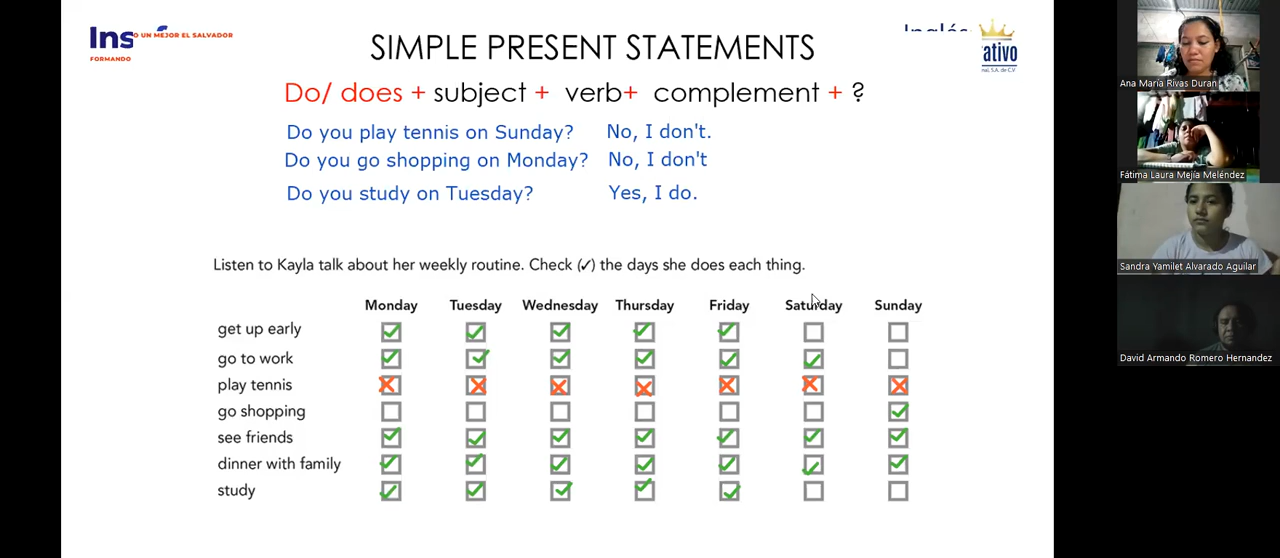 Ins
O UN MEJOR EL SALVADOR
FORMANDO
SIMPLE PRESENT STATEMENTS
ativo
Do/ does + subject + verb+ complement + ?
Do you play tennis on Sunday? No, I don't.
Do you go shopping on Monday? No, I don't
Do you study on Tuesday? Yes, I do.
Listen to Kayla talk about her weekly routine. Check (✓) the days she does each thing.
Monday Tuesday Wednesday Thursday Friday Saturday Sunday
get up early
go to work
play tennis
go shopping
see friends
dinner with family
study
Ana María Rivas Duran
Fátima Laura Mejía Meléndez
Sandra Yamilet Alvarado Aguilar
David Armando Romero Hernandez